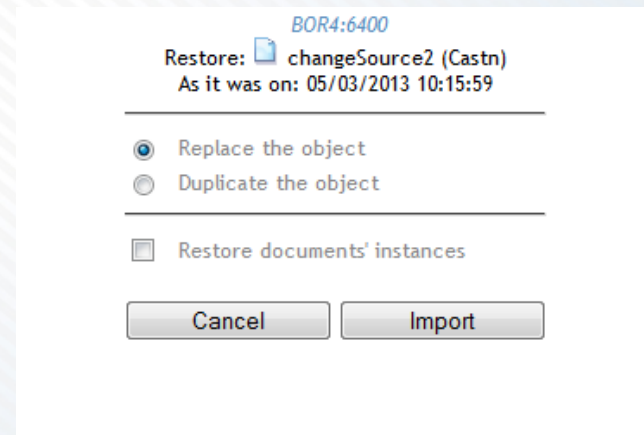 BOR4:6400
Restore: changeSource2 (Castn)
As it was on: 05/03/2013 10:15:59
Replace the object
Duplicate the object
Restore documents' instances
Cancel Import